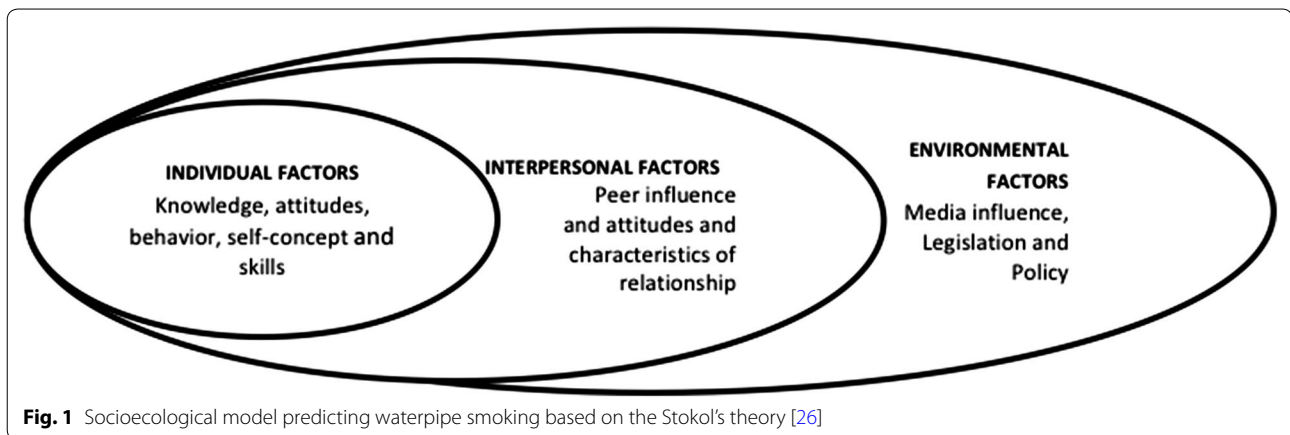 INDIVIDUAL FACTORS
Knowledge, attitudes,
behavior, self-concept and
skills
INTERPERSONAL FACTORS
Peer influence
and attitudes and
characteristics of
relationship
ENVIRONMENTAL
FACTORS
Media influence,
Legislation and
Policy
Fig. 1 Socioecological model predicting waterpipe smoking based on the Stokol's theory [26]